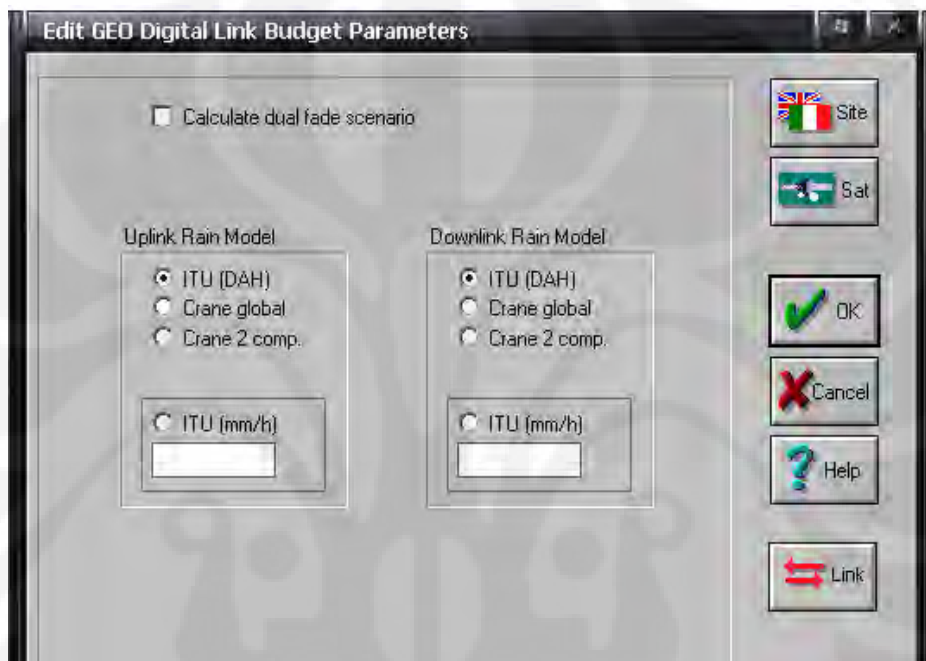 Edit GEO Digital Link Budget Parameters
Calculate dual fade scenario
Site
Sat
Uplink Rain Model
Downlink Rain Model
ITU (DAH)
ITU (DAH)
Crane global
Crane global
Crane 2 comp.
Crane 2 comp.
OK
Cancel
ITU (mm/h)
ITU (mm/h)
Help
Link